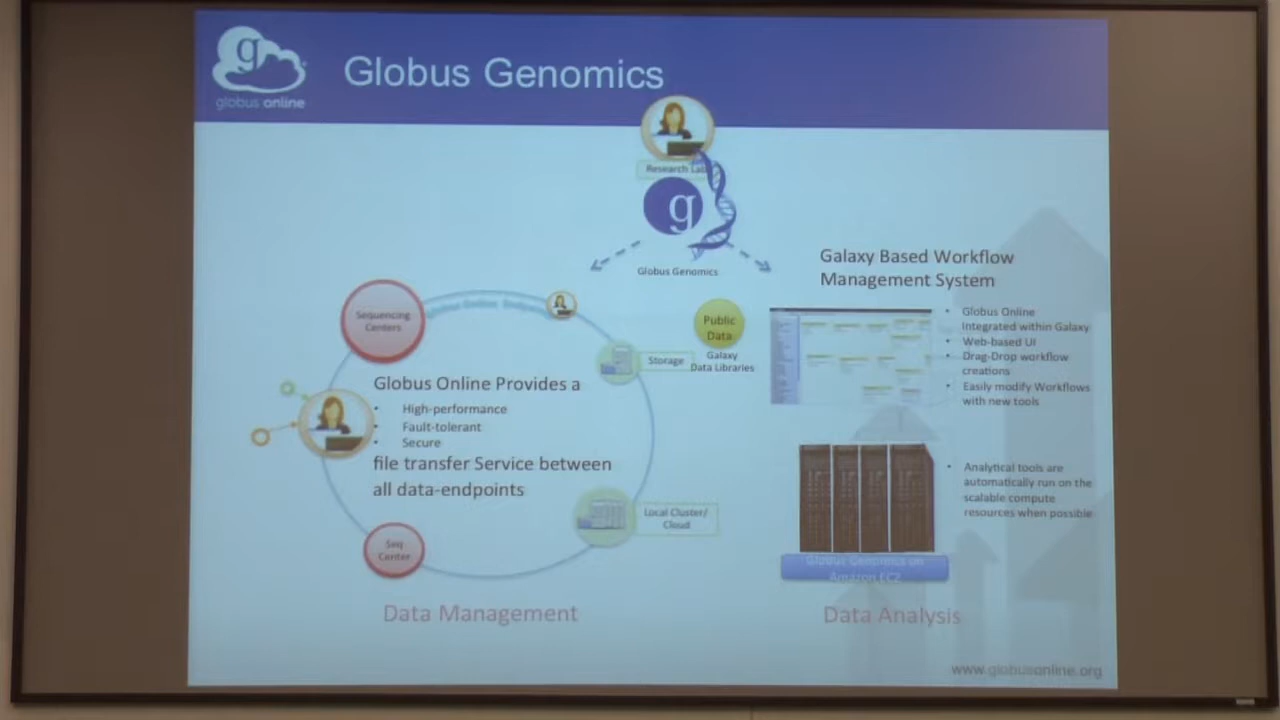 g
globus online
Globus Genomics
Research Lab
g
Globus Genomics
Sequencing
Centers
Public
Data
Galaxy
Data Libraries
Storage
Globus Online Provides a
• High-performance
• Fault-tolerant
• Secure
file transfer Service between
all data-endpoints
Local Cluster/
Cloud
Seq
Center
Data Management
Galaxy Based Workflow
Management System
• Globus Online
Integrated within Galaxy
• Web-based UI
• Drag-Drop workflow
creations
• Easily modify Workflows
with new tools
• Analytical tools are
automatically run on the
scalable compute
resources when possible
Globus Genomics on
Amazon EC2
Data Analysis
www.globusonline.org